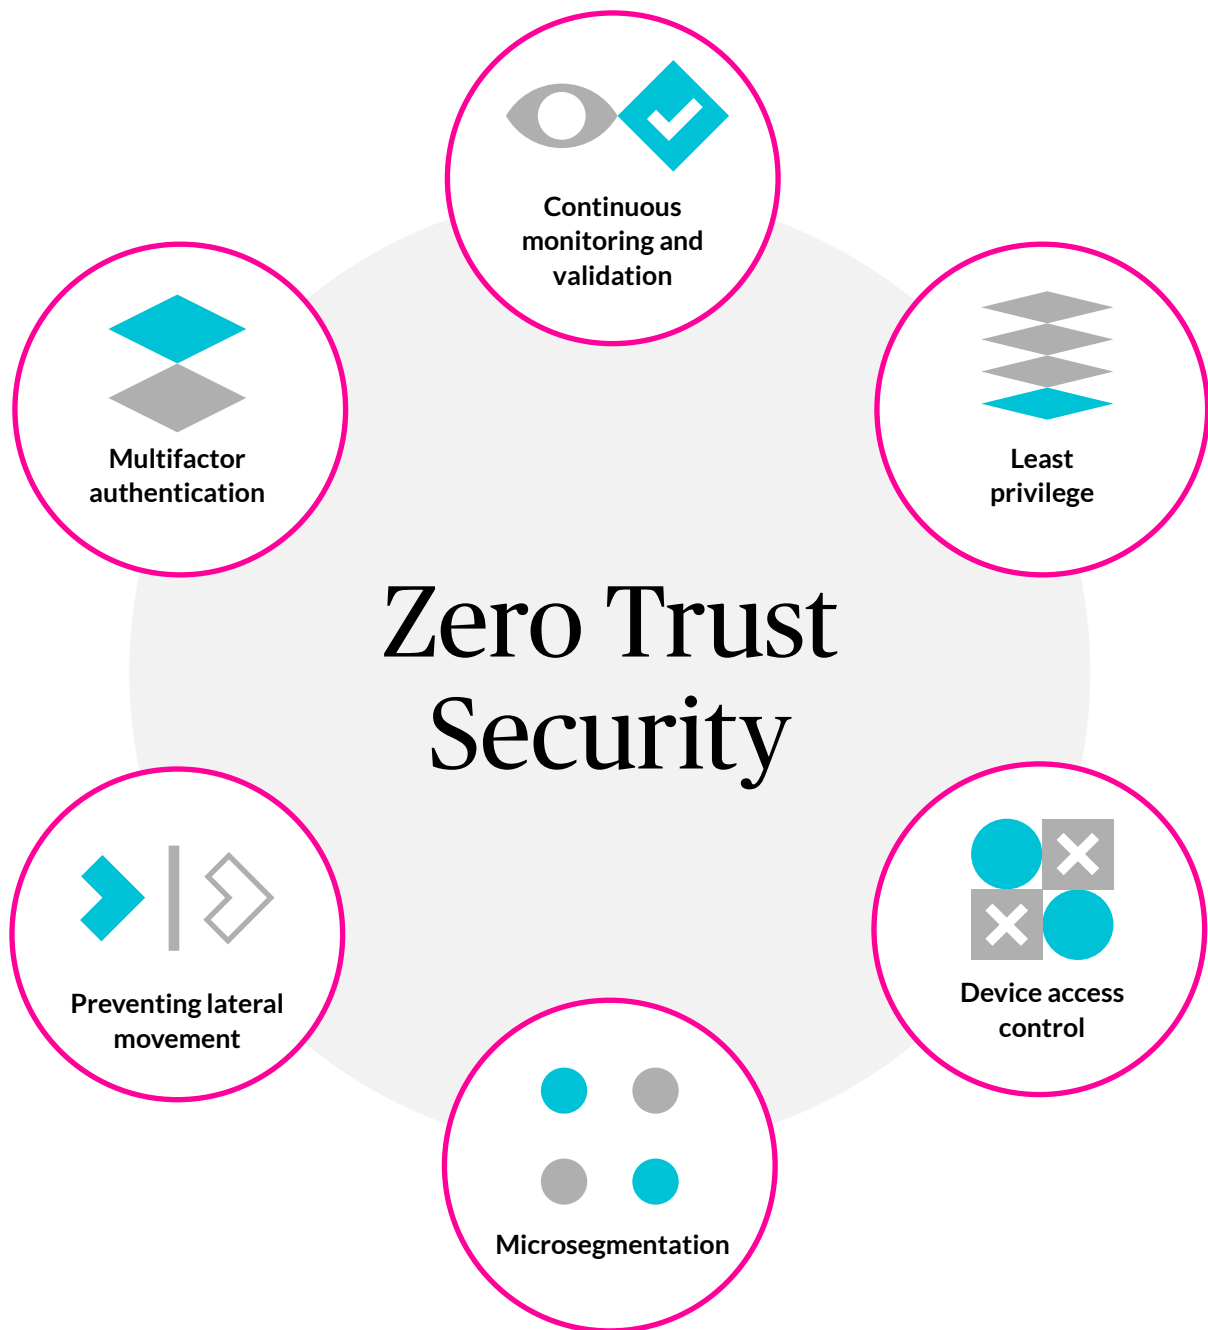 Continuous
monitoring and
validation
Multifactor
authentication
Least
privilege
Zero Trust
Security
Preventing lateral
movement
Device access
control
Microsegmentation